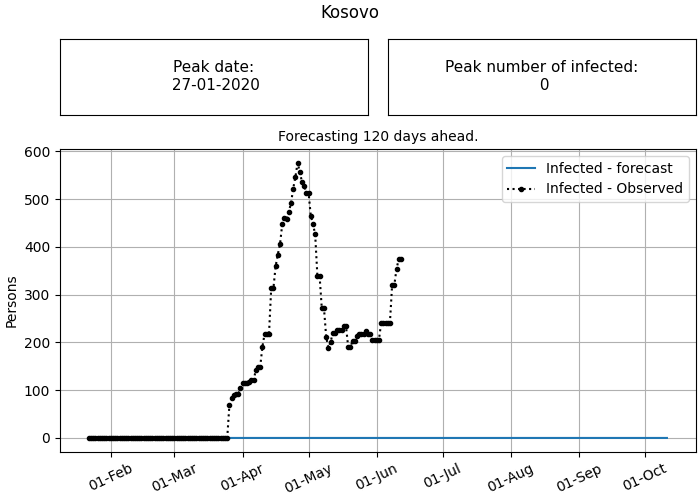 Kosovo
Peak date:
27-01-2020
Peak number of infected:
0
Forecasting 120 days ahead.
Infected - forecast
Infected - Observed
Persons
600
500
400
300
200
100
0
01-Feb
01-Mar
01-Apr
01-May
01-Jun
01-Jul
01-Aug
01-Sep
01-Oct